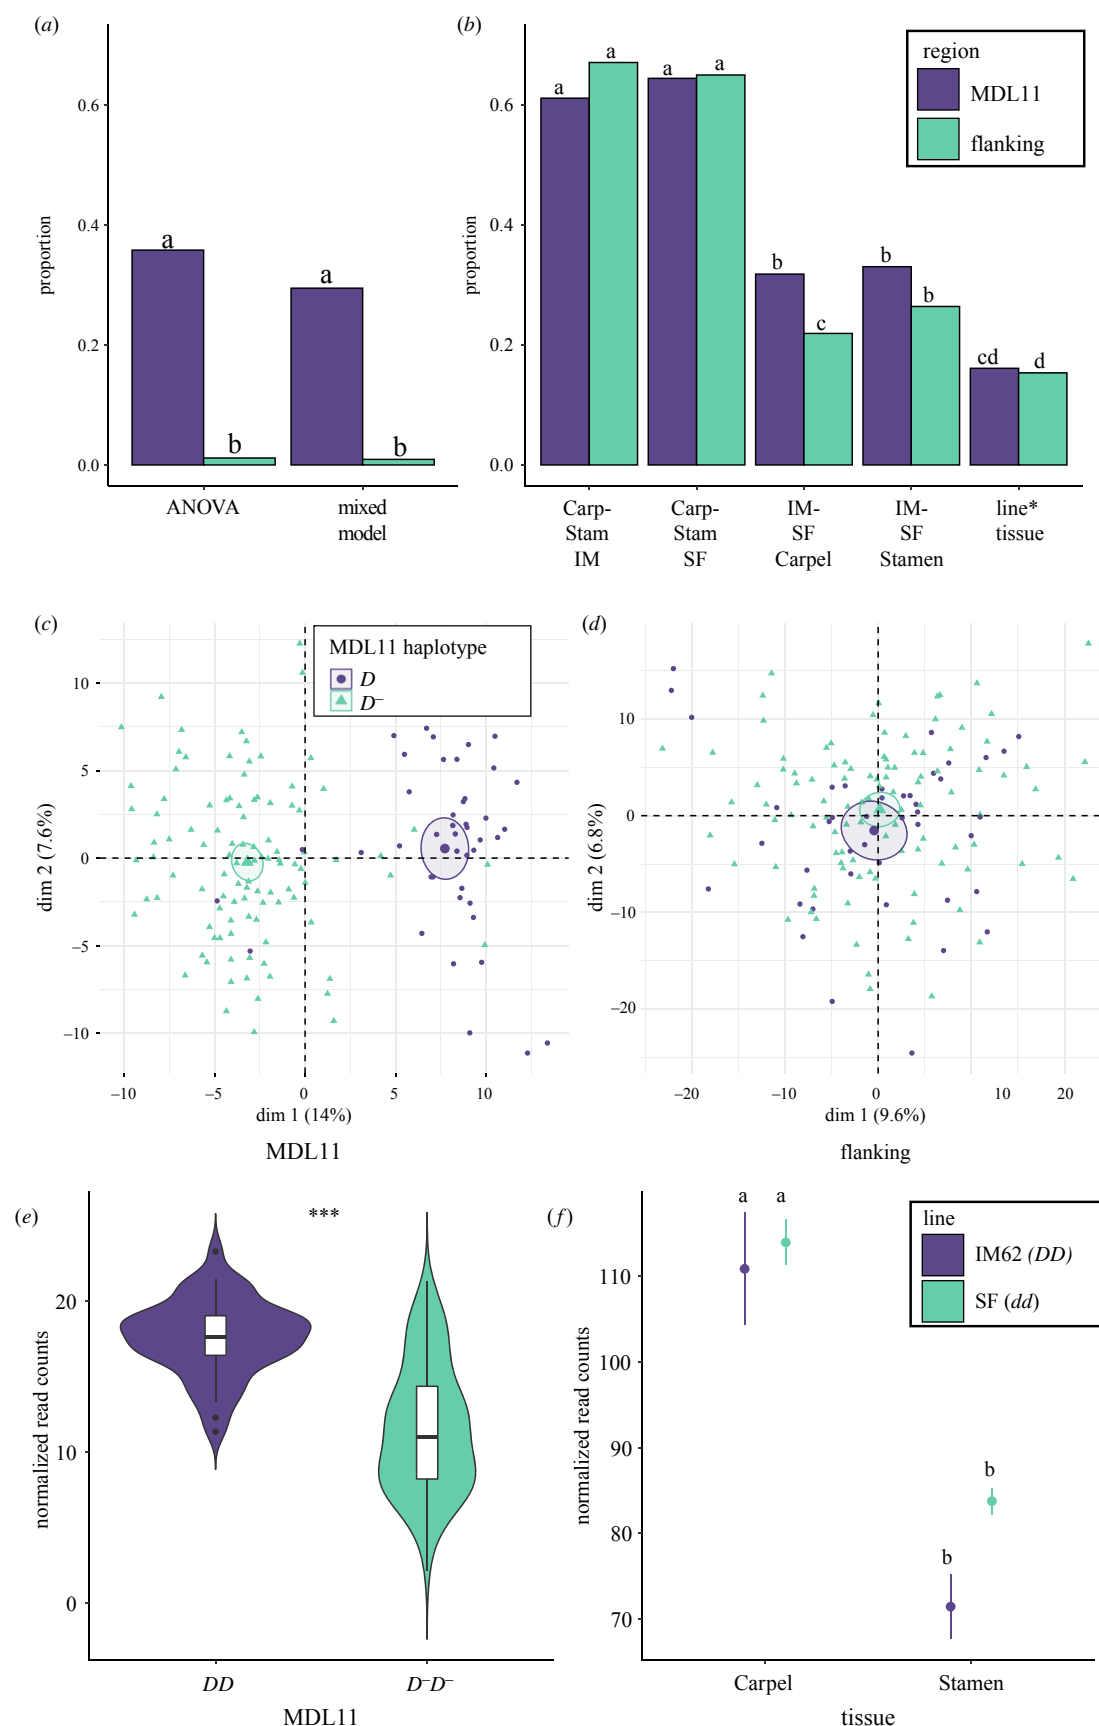 (a)
proportion
0.6
0.4
0.2
0.0
a
b
a
b
ANOVA
mixed
model
(b)
proportion
0.6
0.4
0.2
0.0
a
a
a
a
b
c
b
b
cd
d
Carp-
Stam
IM
Carp-
Stam
SF
IM-
SF
Carpel
IM-
SF
Stamen
line*
tissue
region
MDL11
flanking
(c)
MDL11 haplotype
D
D–
dim 2 (7.6%)
10
5
0
–5
–10
–10
–5
0
5
10
dim 1 (14%)
MDL11
(d)
dim 2 (6.8%)
10
0
–10
–20
–20
–10
0
10
20
dim 1 (9.6%)
flanking
(e)
normalized read counts
20
10
0
***
DD
D–D–
MDL11
(f)
normalized read counts
110
100
90
80
70
a
a
b
b
line
IM62 (DD)
SF (dd)
Carpel
Stamen
tissue